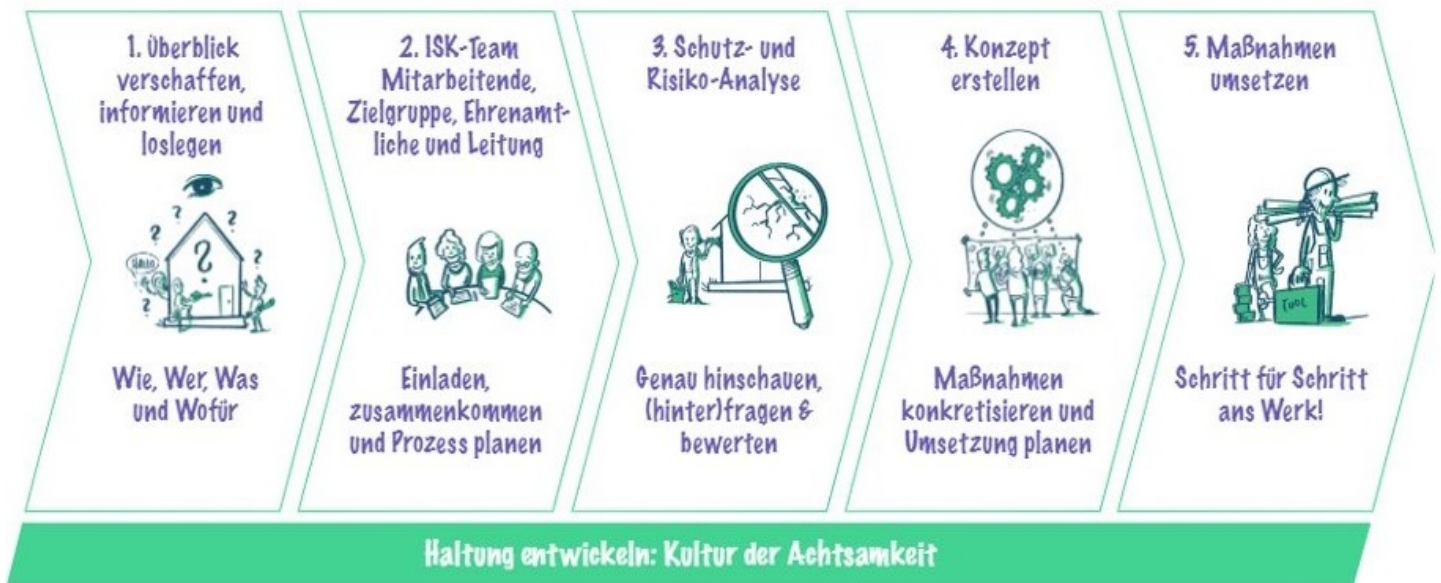 1. Überblick
verschaffen,
informieren und
loslegen
HALLO
Wie, Wer, Was
und Wofür
2. ISK-Team
Mitarbeitende,
Zielgruppe, Ehrenamt-
liche und Leitung
Einladen,
zusammenkommen
und Prozess planen
3. Schutz- und
Risiko-Analyse
Genau hinschauen,
(hinter)fragen &
bewerten
4. Konzept
erstellen
Maßnahmen
konkretisieren und
Umsetzung planen
5. Maßnahmen
umsetzen
TOOL
Schritt für Schritt
ans Werk!
Haltung entwickeln: Kultur der Achtsamkeit